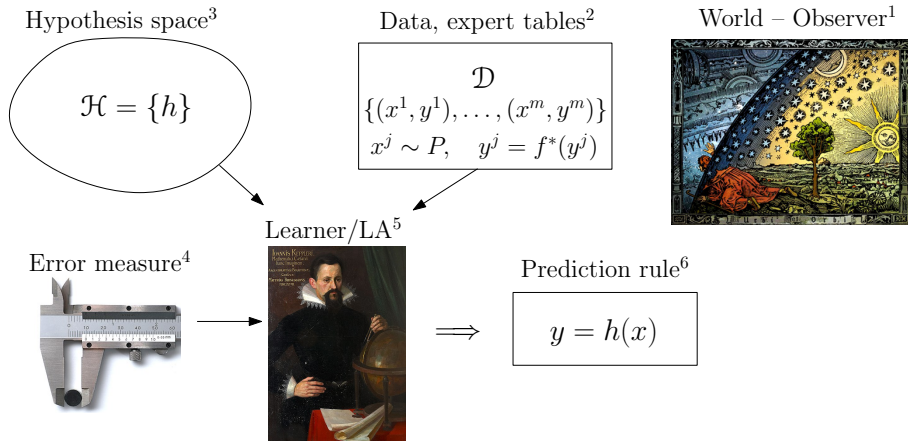 Hypothesis space³
ℋ = {h}
Data, expert tables²
𝒟
{(x¹, y¹), . . . , (xᵐ, yᵐ)}
xʲ ∼ P, yʲ = f*(yʲ)
World – Observer¹
Learner/LA⁵
Error measure⁴
Prediction rule⁶
y = h(x)